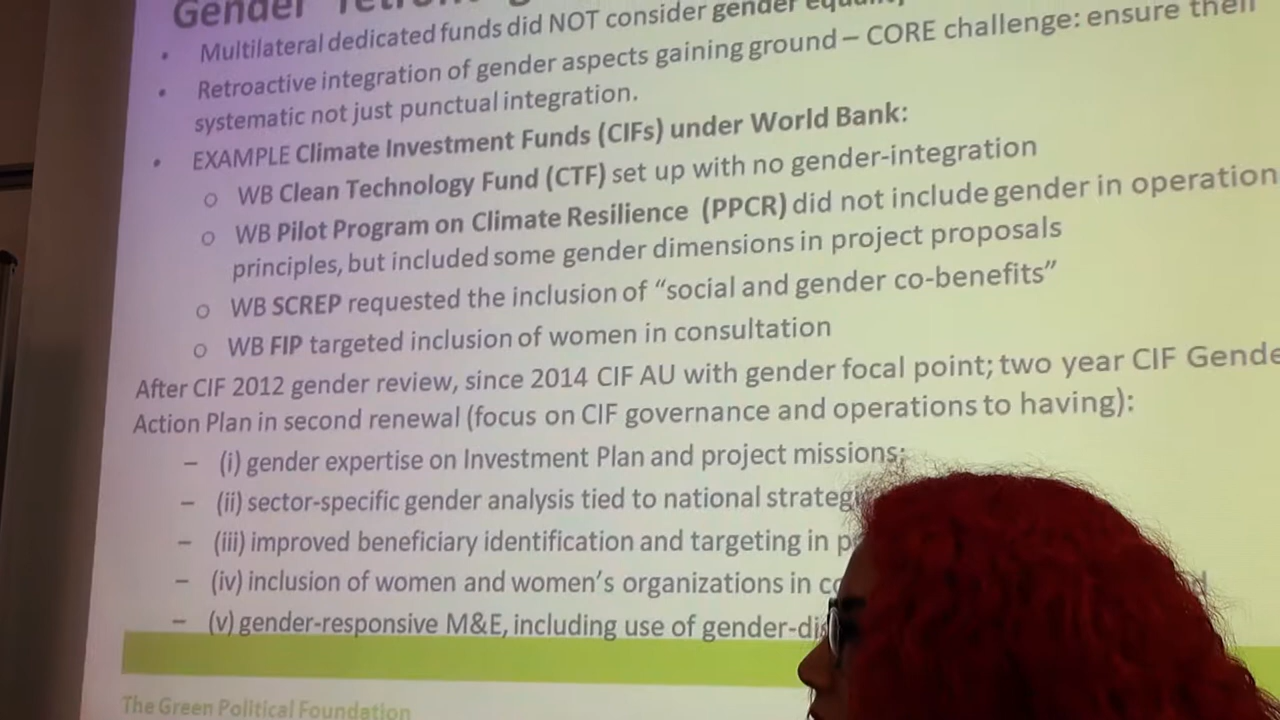 Gender
• Multilateral dedicated funds did NOT consider gender
• Retroactive integration of gender aspects gaining ground – CORE challenge: ensure their
systematic not just punctual integration.
• EXAMPLE Climate Investment Funds (CIFs) under World Bank:
o WB Clean Technology Fund (CTF) set up with no gender-integration
o WB Pilot Program on Climate Resilience (PPCR) did not include gender in operation
principles, but included some gender dimensions in project proposals
o WB SCREP requested the inclusion of “social and gender co-benefits”
o WB FIP targeted inclusion of women in consultation
After CIF 2012 gender review, since 2014 CIF AU with gender focal point; two year CIF Gende
Action Plan in second renewal (focus on CIF governance and operations to having):
– (i) gender expertise on Investment Plan and project missions;
– (ii) sector-specific gender analysis tied to national strategi
– (iii) improved beneficiary identification and targeting in p
– (iv) inclusion of women and women’s organizations in co
– (v) gender-responsive M&E, including use of gender-di
The Green Political Foundation